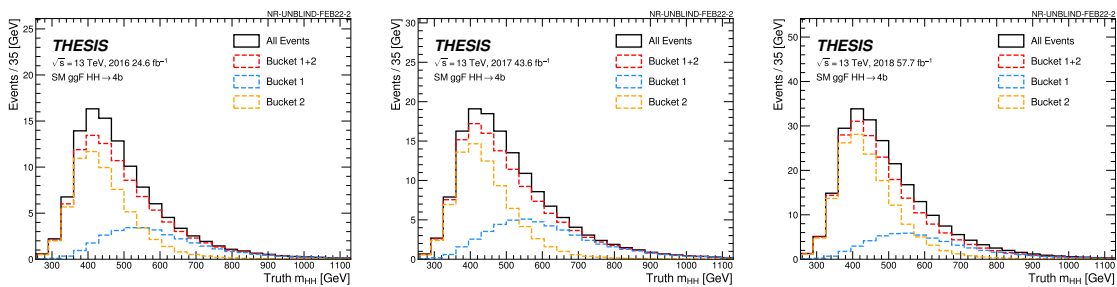 NR-UNBLIND-FEB22-2
THESIS
√s = 13 TeV, 2016 24.6 fb⁻¹
SM ggF HH → 4b
All Events
Bucket 1+2
Bucket 1
Bucket 2
Events / 35 [GeV]
25
20
15
10
5
0
300 400 500 600 700 800 900 1000 1100
Truth m_HH [GeV]
NR-UNBLIND-FEB22-2
THESIS
√s = 13 TeV, 2017 43.6 fb⁻¹
SM ggF HH → 4b
All Events
Bucket 1+2
Bucket 1
Bucket 2
Events / 35 [GeV]
30
25
20
15
10
5
0
300 400 500 600 700 800 900 1000 1100
Truth m_HH [GeV]
NR-UNBLIND-FEB22-2
THESIS
√s = 13 TeV, 2018 57.7 fb⁻¹
SM ggF HH → 4b
All Events
Bucket 1+2
Bucket 1
Bucket 2
Events / 35 [GeV]
50
40
30
20
10
0
300 400 500 600 700 800 900 1000 1100
Truth m_HH [GeV]